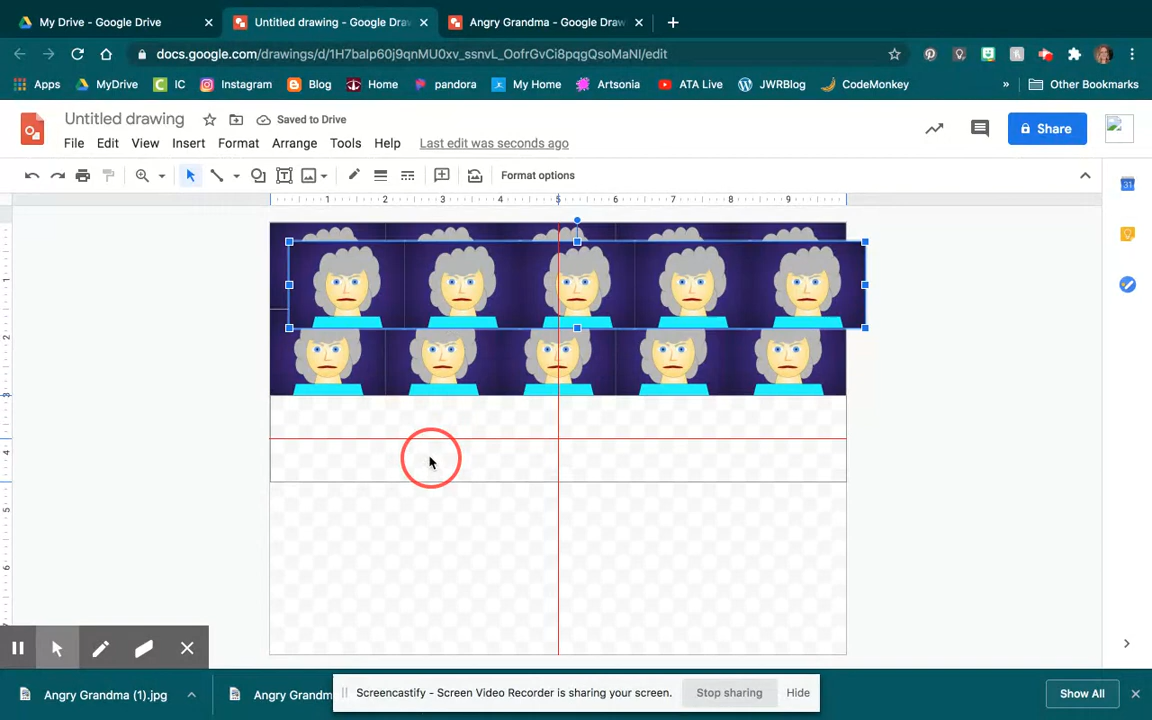 My Drive - Google Drive
Untitled drawing - Google Draw
Angry Grandma - Google Draw
docs.google.com/drawings/d/1H7baIp60j9qnMU0xv_ssnvL_OofrGvCi8pqgQsoMaNI/edit
Apps MyDrive IC Instagram Blog Home pandora My Home Artsonia ATA Live JWRBlog CodeMonkey » Other Bookmarks
Untitled drawing Saved to Drive
File Edit View Insert Format Arrange Tools Help Last edit was seconds ago
Share
Format options
1 2 3 4 5 6 7 8 9
1
2
3
4
5
6
31
Angry Grandma (1).jpg
Angry Grandm
Screencastify - Screen Video Recorder is sharing your screen.
Stop sharing
Hide
Show All